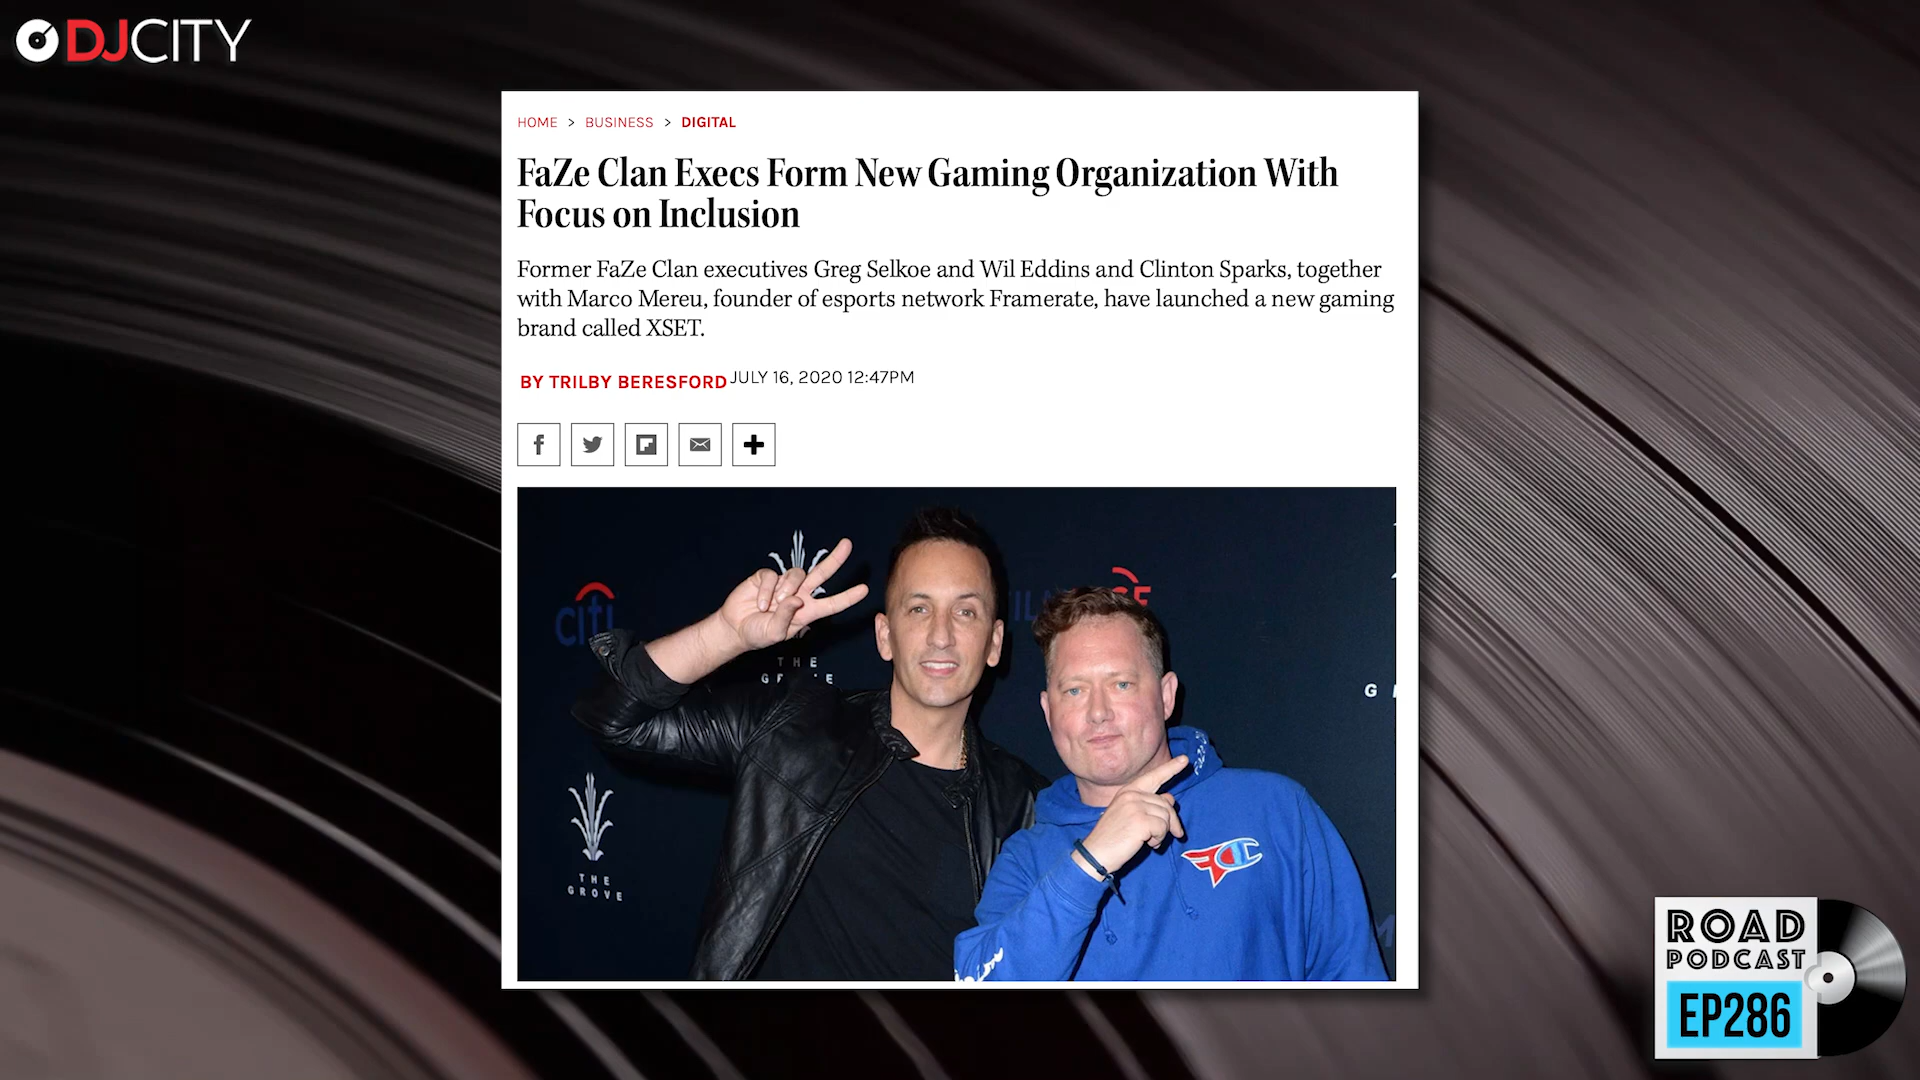 DJCITY
HOME > BUSINESS > DIGITAL
FaZe Clan Execs Form New Gaming Organization With
Focus on Inclusion
Former FaZe Clan executives Greg Selkoe and Wil Eddins and Clinton Sparks, together
with Marco Mereu, founder of esports network Framerate, have launched a new gaming
brand called XSET.
BY TRILBY BERESFORD JULY 16, 2020 12:47PM
citi
THE
THE
GROVE
ROAD
PODCAST
EP286